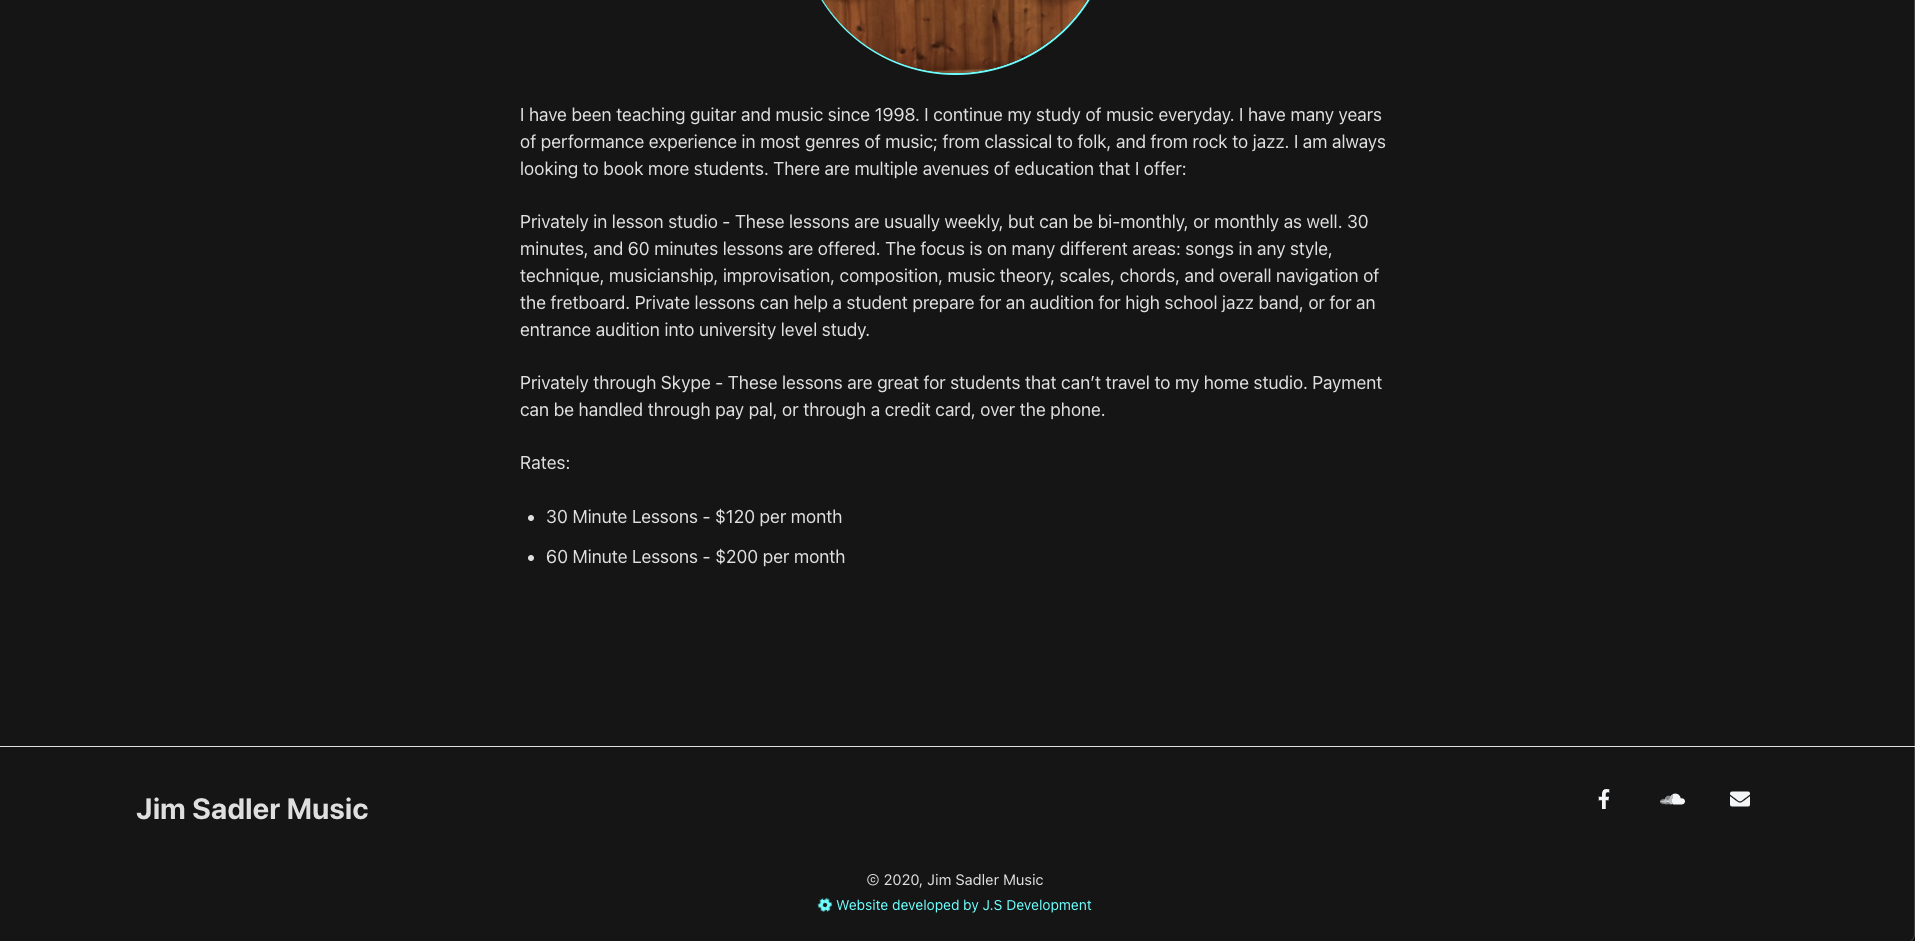 I have been teaching guitar and music since 1998. I continue my study of music everyday. I have many years
of performance experience in most genres of music; from classical to folk, and from rock to jazz. I am always
looking to book more students. There are multiple avenues of education that I offer:
Privately in lesson studio - These lessons are usually weekly, but can be bi-monthly, or monthly as well. 30
minutes, and 60 minutes lessons are offered. The focus is on many different areas: songs in any style,
technique, musicianship, improvisation, composition, music theory, scales, chords, and overall navigation of
the fretboard. Private lessons can help a student prepare for an audition for high school jazz band, or for an
entrance audition into university level study.
Privately through Skype - These lessons are great for students that can’t travel to my home studio. Payment
can be handled through pay pal, or through a credit card, over the phone.
Rates:
• 30 Minute Lessons - $120 per month
• 60 Minute Lessons - $200 per month
Jim Sadler Music
© 2020, Jim Sadler Music
Website developed by J.S Development